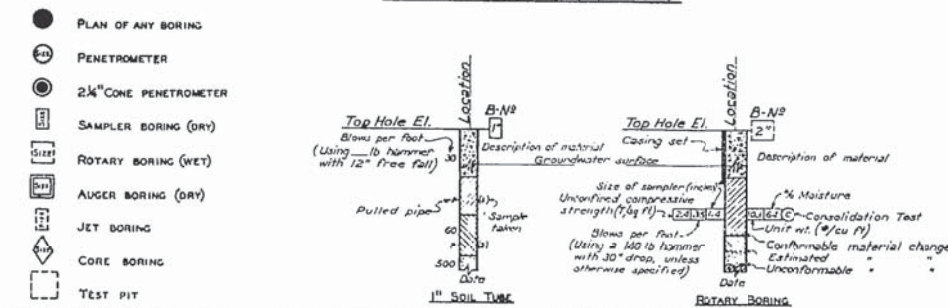 PLAN OF ANY BORING
PENETROMETER
2¼" CONE PENETROMETER
SAMPLER BORING (DRY)
ROTARY BORING (WET)
AUGER BORING (DRY)
JET BORING
CORE BORING
TEST PIT
Size
Location
B-Nº
1"
Top Hole El.
Blows per foot
(Using __ lb hammer
with 12" free fall)
30
Description of material
Groundwater surface
Pulled pipe
Sample
taken
60
500
Date
1" SOIL TUBE
Location
B-Nº
2"
Top Hole El.
Casing set
Description of material
Size of sampler (inches)
Unconfined compressive
strength (T/sq ft)
% Moisture
Consolidation Test
C
Unit wt. (#/cu ft)
Blows per foot
(Using a 140 lb hammer
with 30" drop, unless
otherwise specified)
Conformable material change
Estimated " "
Unconformable " "
Date
ROTARY BORING